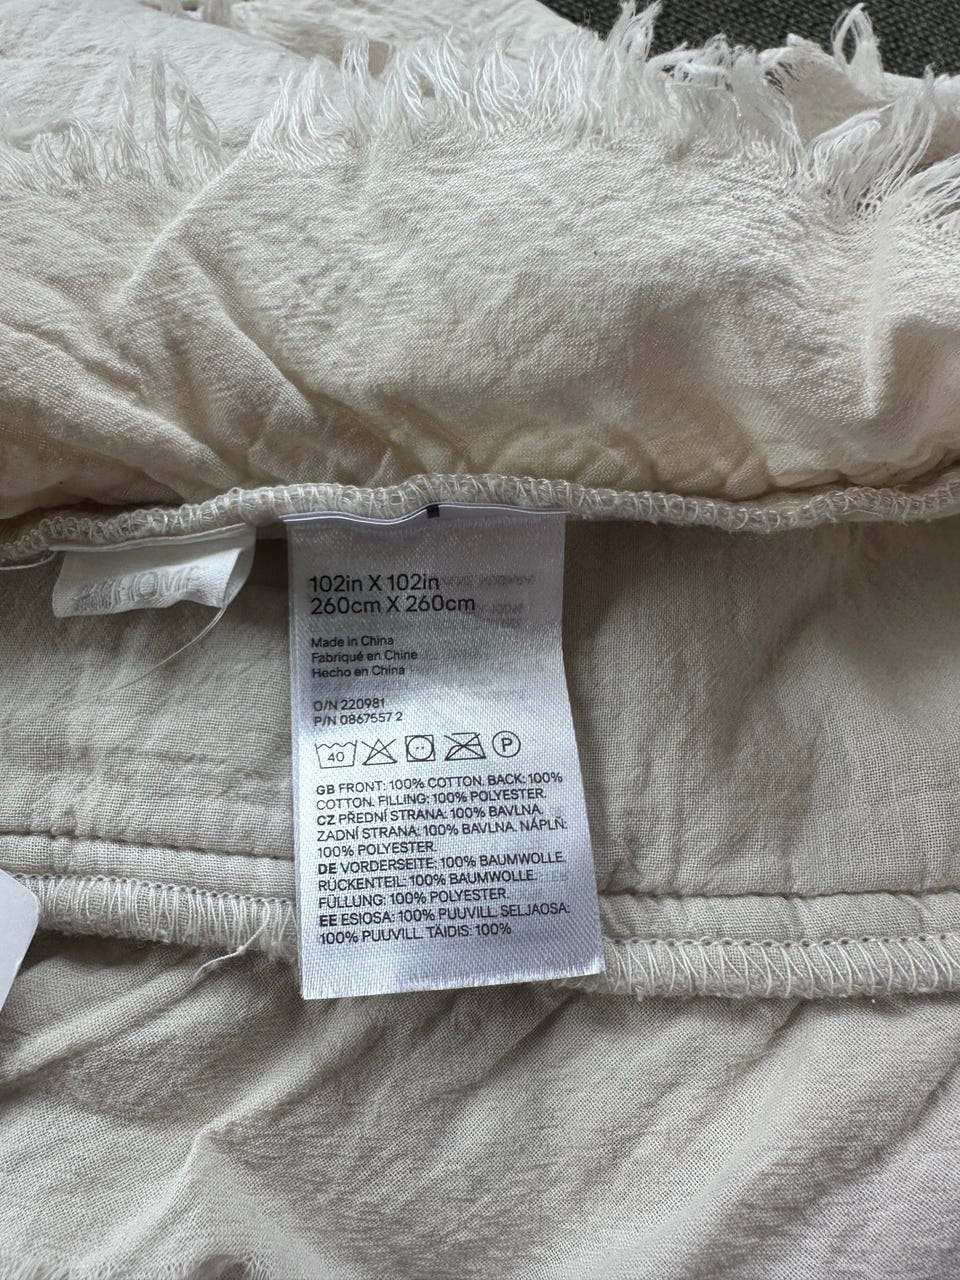 102in X 102in
260cm X 260cm
Made in China
Fabriqué en Chine
Hecho en China
O/N 220981
P/N 0867557 2
40
P
GB FRONT: 100% COTTON. BACK: 100%
COTTON. FILLING: 100% POLYESTER.
CZ PŘEDNÍ STRANA: 100% BAVLNA.
ZADNÍ STRANA: 100% BAVLNA. NÁPLŇ:
100% POLYESTER.
DE VORDERSEITE: 100% BAUMWOLLE.
RÜCKENTEIL: 100% BAUMWOLLE.
FÜLLUNG: 100% POLYESTER.
EE ESIOSA: 100% PUUVILL. SELJAOSA:
100% PUUVILL. TÄIDIS: 100%